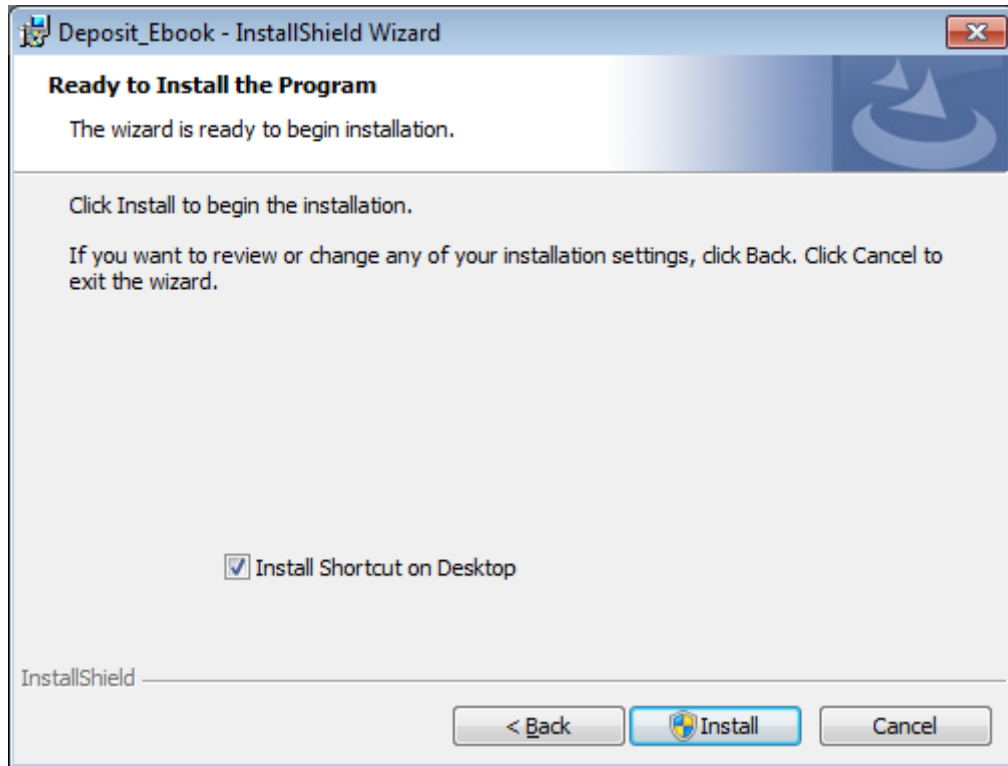 Deposit_Ebook - InstallShield Wizard
Ready to Install the Program
The wizard is ready to begin installation.
Click Install to begin the installation.
If you want to review or change any of your installation settings, click Back. Click Cancel to
exit the wizard.
Install Shortcut on Desktop
InstallShield
< Back
Install
Cancel